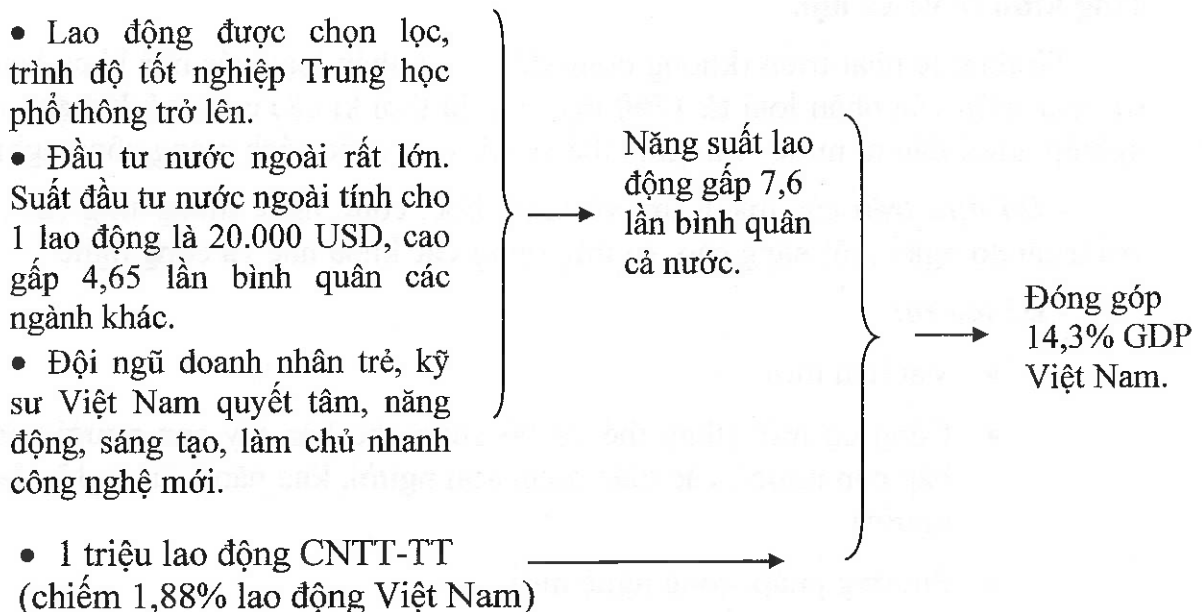 • Lao động được chọn lọc,
trình độ tốt nghiệp Trung học
phổ thông trở lên.
• Đầu tư nước ngoài rất lớn.
Suất đầu tư nước ngoài tính cho
1 lao động là 20.000 USD, cao
gấp 4,65 lần bình quân các
ngành khác.
• Đội ngũ doanh nhân trẻ, kỹ
sư Việt Nam quyết tâm, năng
động, sáng tạo, làm chủ nhanh
công nghệ mới.
• 1 triệu lao động CNTT-TT
(chiếm 1,88% lao động Việt Nam)
Năng suất lao
động gấp 7,6
lần bình quân
cả nước.
Đóng góp
14,3% GDP
Việt Nam.